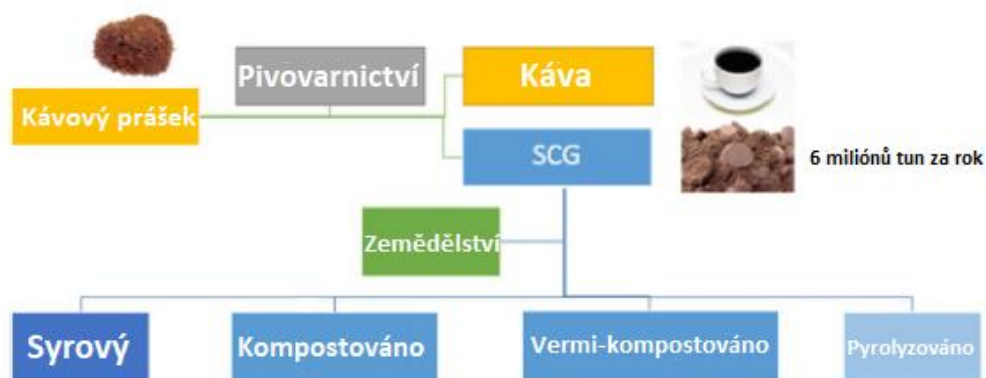 Pivovarnictví
Káva
Kávový prášek
SCG
6 miliónů tun za rok
Zemědělství
Syrový
Kompostováno
Vermi-kompostováno
Pyrolyzováno